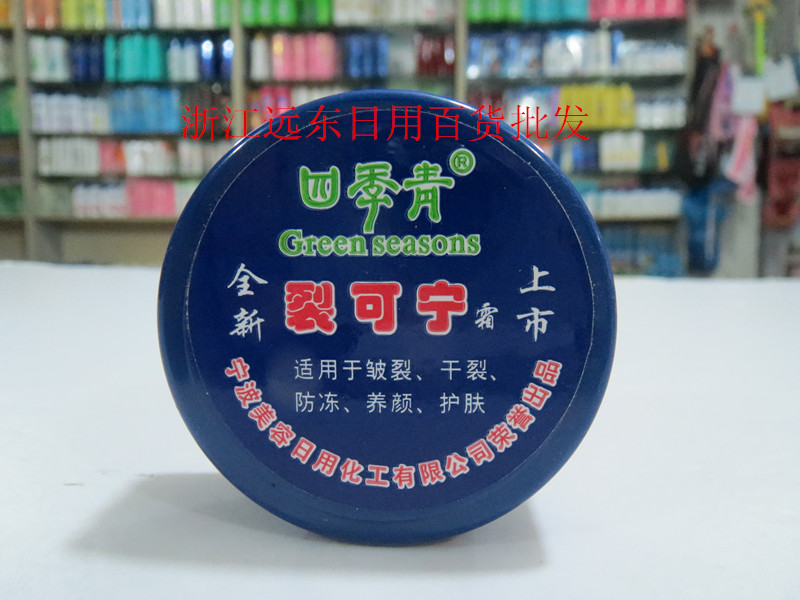 浙江远东日用百货批发
四季青®
Green seasons
全新
裂可宁霜
上市
适用于皱裂、干裂、
防冻、养颜、护肤
宁波美容日用化工有限公司荣誉出品